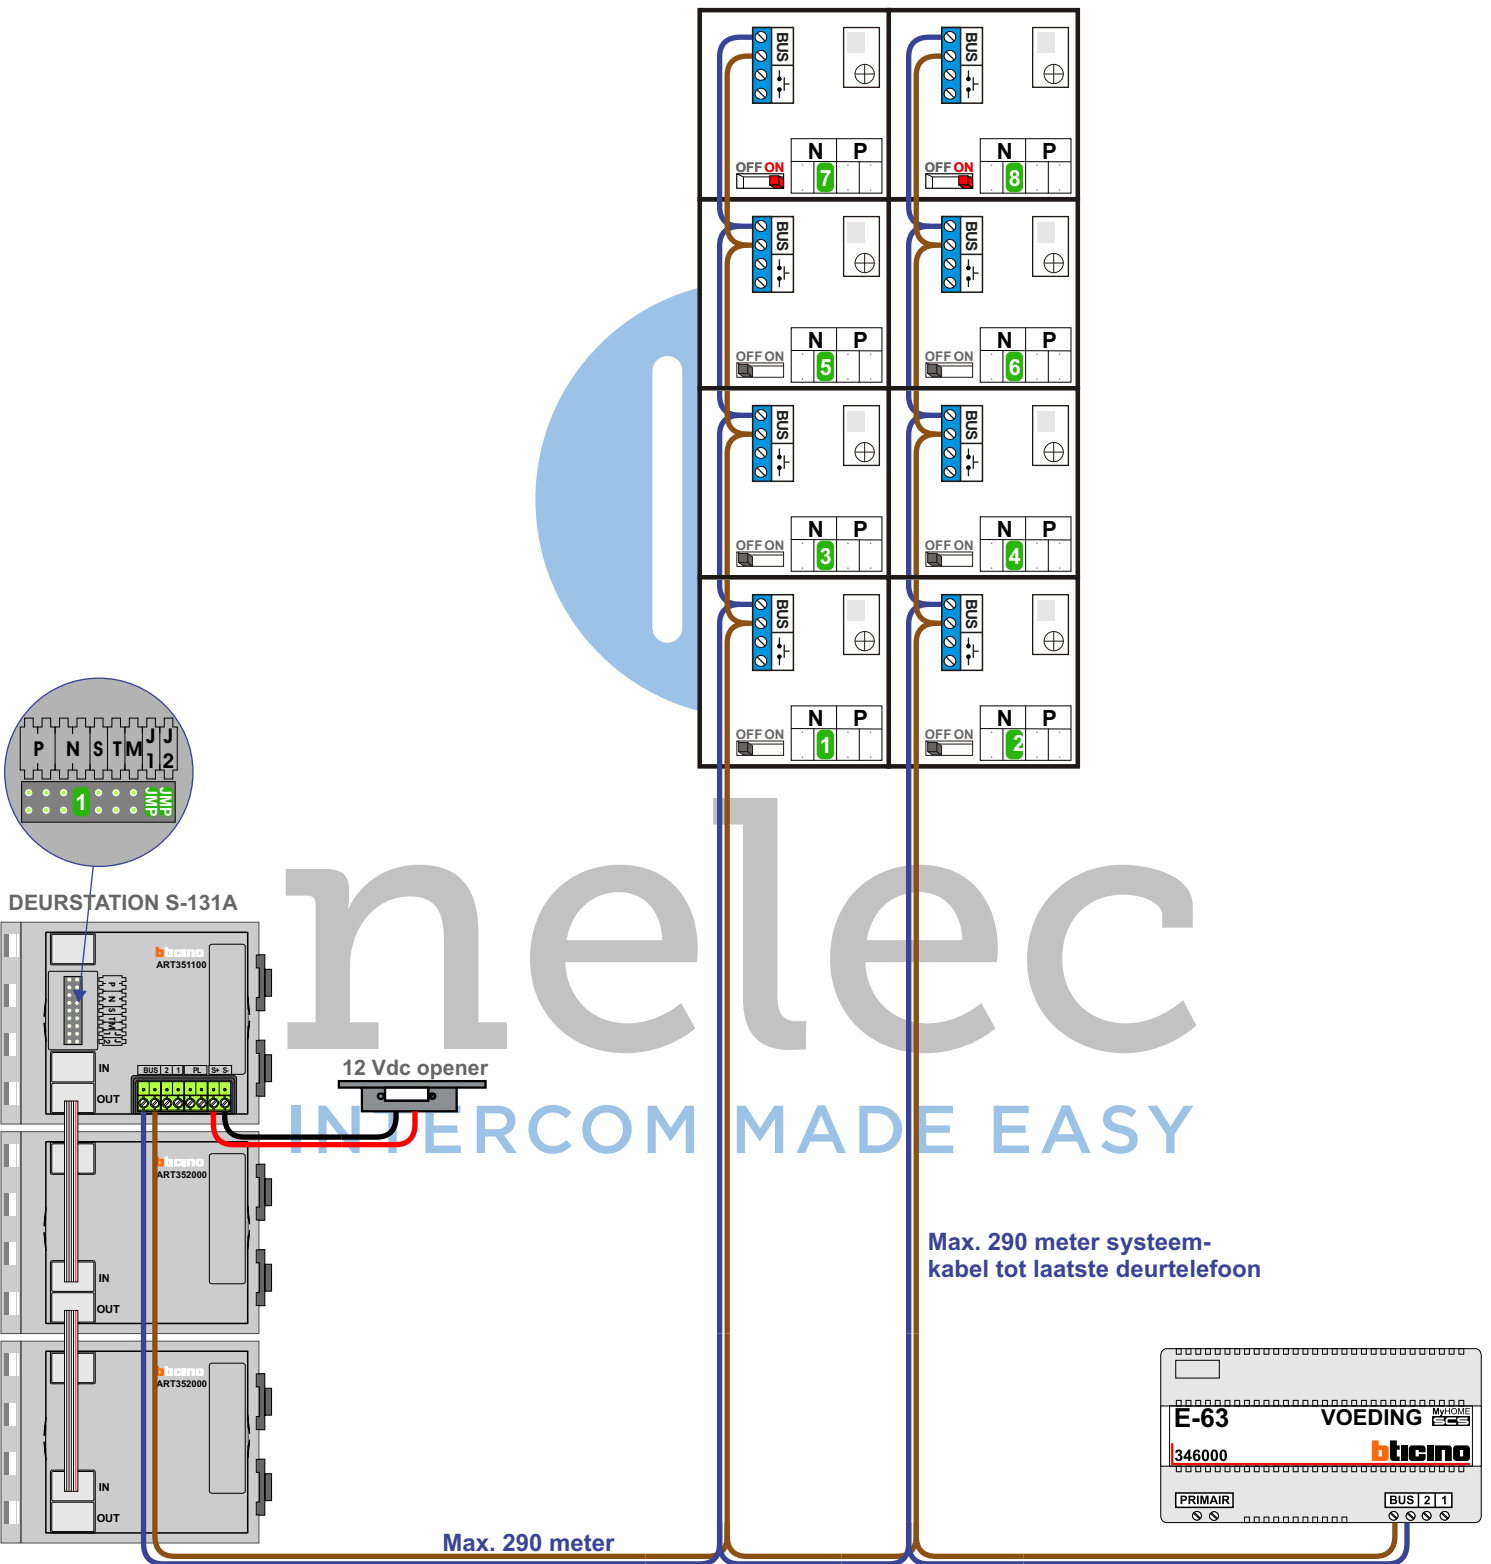 BUS
BUS
N P
N P
OFF ON
7
OFF ON
8
BUS
BUS
N P
N P
OFF ON
5
OFF ON
6
BUS
BUS
N P
N P
OFF ON
3
OFF ON
4
BUS
BUS
N P
N P
OFF ON
1
OFF ON
2
P N S T M J1 J2
1 JMP JMP
nelec
INTERCOM MADE EASY
DEURSTATION S-131A
bticino
ART351100
P N S T M J1 J2
IN
OUT
BUS 2 1 PL S+ S-
12 Vdc opener
bticino
ART352000
IN
OUT
bticino
ART352000
IN
OUT
Max. 290 meter systeem-
kabel tot laatste deurtelefoon
Max. 290 meter
E-63 VOEDING MyHOME
SCS
346000 bticino
PRIMAIR
BUS 2 1